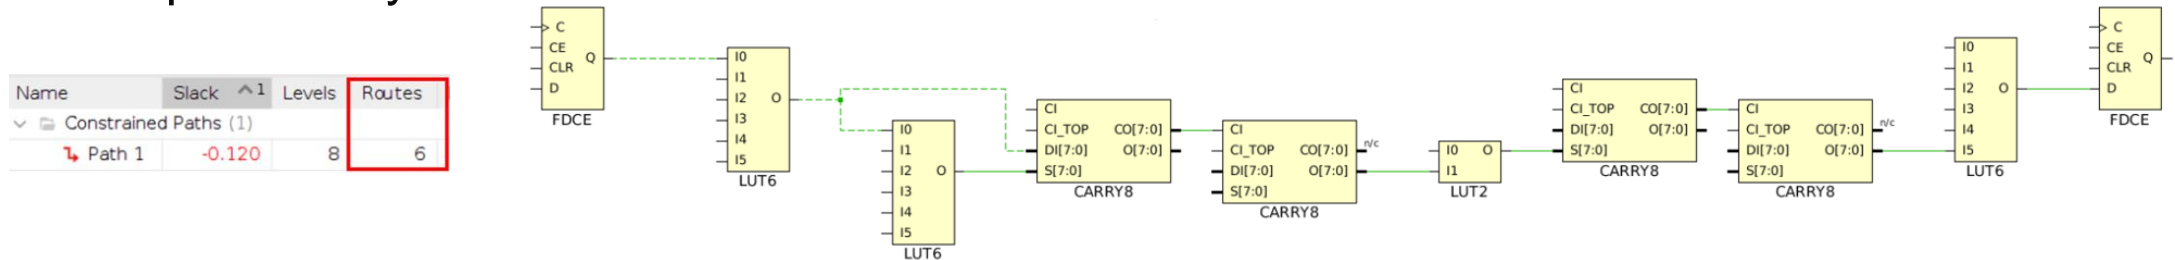 Name Slack ^1 Levels Routes
Constrained Paths (1)
Path 1 -0.120 8 6
C
CE
CLR
D
Q
FDCE
I0
I1
I2
I3
I4
I5
O
LUT6
I0
I1
I2
I3
I4
I5
O
LUT6
CI
CI_TOP CO[7:0]
DI[7:0] O[7:0]
S[7:0]
CARRY8
CI
CI_TOP CO[7:0]
DI[7:0] O[7:0]
S[7:0]
n/c
CARRY8
I0 O
I1
LUT2
CI
CI_TOP CO[7:0]
DI[7:0] O[7:0]
S[7:0]
CARRY8
CI
CI_TOP CO[7:0]
DI[7:0] O[7:0]
S[7:0]
n/c
CARRY8
I0
I1
I2
I3
I4
I5
O
LUT6
C
CE
CLR
D
Q
FDCE